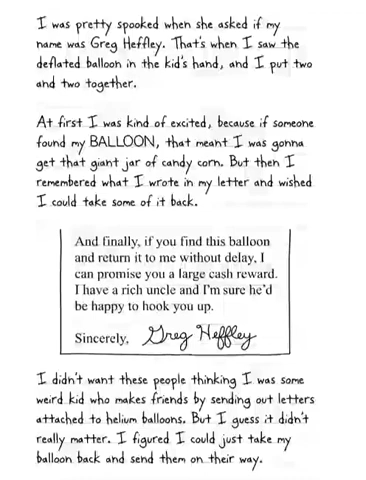 I was pretty spooked when she asked if my
name was Greg Heffley. That's when I saw the
deflated balloon in the kid's hand, and I put two
and two together.
At first I was kind of excited, because if someone
found my BALLOON, that meant I was gonna
get that giant jar of candy corn. But then I
remembered what I wrote in my letter and wished
I could take some of it back.
And finally, if you find this balloon
and return it to me without delay, I
can promise you a large cash reward.
I have a rich uncle and I'm sure he'd
be happy to hook you up.
Sincerely, Greg Heffley
I didn't want these people thinking I was some
weird kid who makes friends by sending out letters
attached to helium balloons. But I guess it didn't
really matter. I figured I could just take my
balloon back and send them on their way.